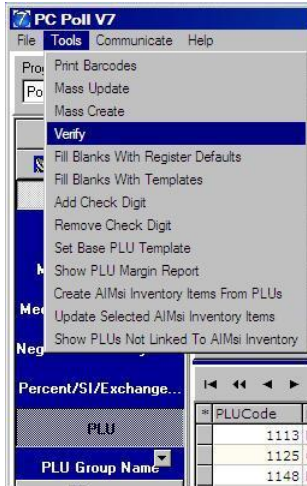 PC Poll V7
File Tools Communicate Help
Print Barcodes
Mass Update
Mass Create
Verify
Fill Blanks With Register Defaults
Fill Blanks With Templates
Add Check Digit
Remove Check Digit
Set Base PLU Template
Show PLU Margin Report
Create AIMsi Inventory Items From PLUs
Update Selected AIMsi Inventory Items
Show PLUs Not Linked To AIMsi Inventory
Percent/SI/Exchange...
PLU
PLU Group Name
* PLUCode
1113
1125
1148